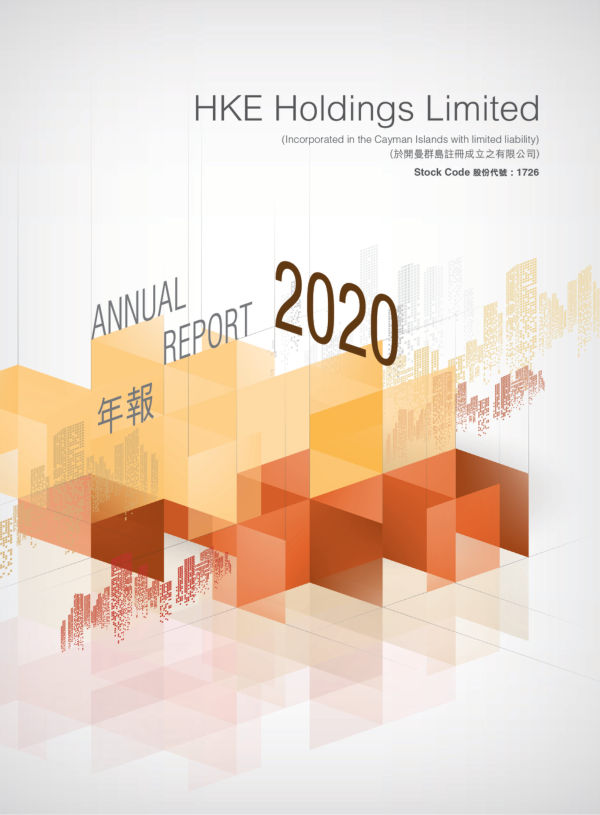 HKE Holdings Limited
(Incorporated in the Cayman Islands with limited liability)
(於開曼群島註冊成立之有限公司)
Stock Code 股份代號：1726
ANNUAL
REPORT
2020
年報